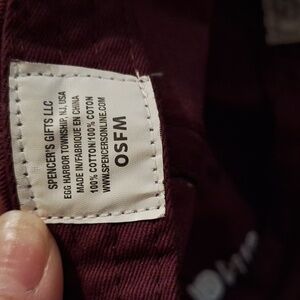 SPENCER'S GIFTS LLC
EGG HARBOR TOWNSHIP, NJ, USA
MADE IN/FABRIQUE EN CHINA
100% COTTON/100% COTON
WWW.SPENCERSONLINE.COM
OSFM